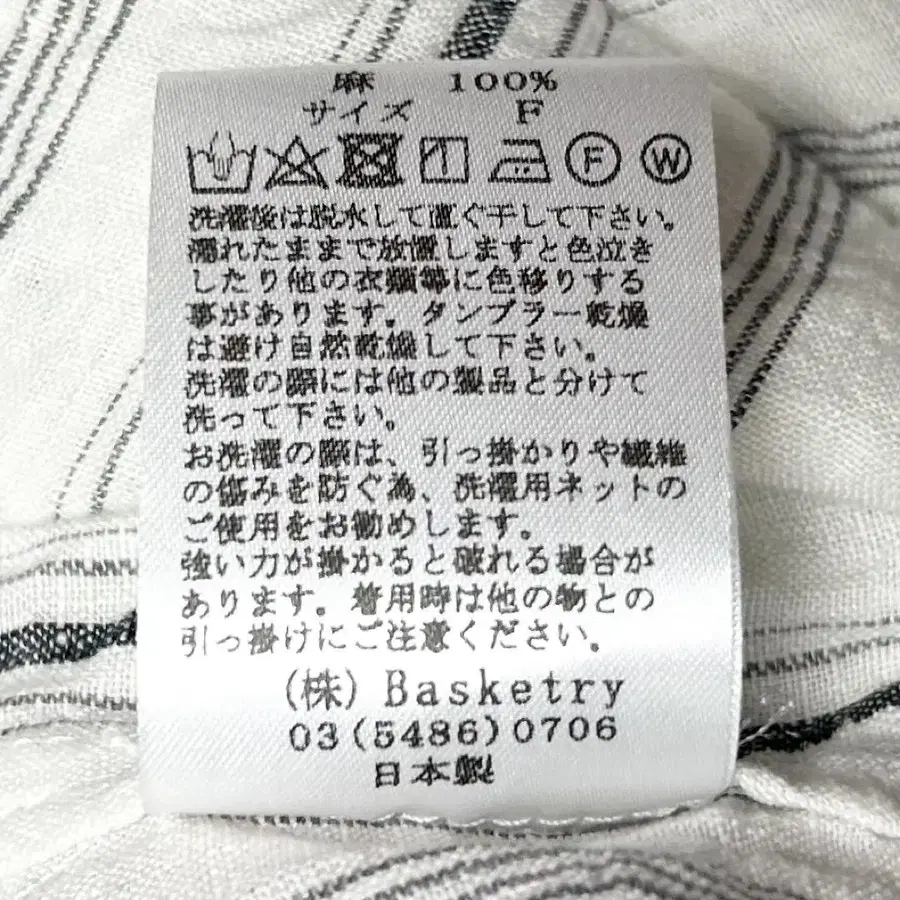 麻 100%
サイズ F
F W
洗濯後は脱水して直ぐ干して下さい。
濡れたままで放置しますと色泣き
したり他の衣類等に色移りする
事があります。タンブラー乾燥
は避け自然乾燥して下さい。
洗濯の際には他の製品と分けて
洗って下さい。
お洗濯の際は、引っ掛かりや繊維
の傷みを防ぐ為、洗濯用ネットの
ご使用をお勧めします。
強い力が掛かると破れる場合が
あります。着用時は他の物との
引っ掛けにご注意ください。
(株) Basketry
03(5486)0706
日本製